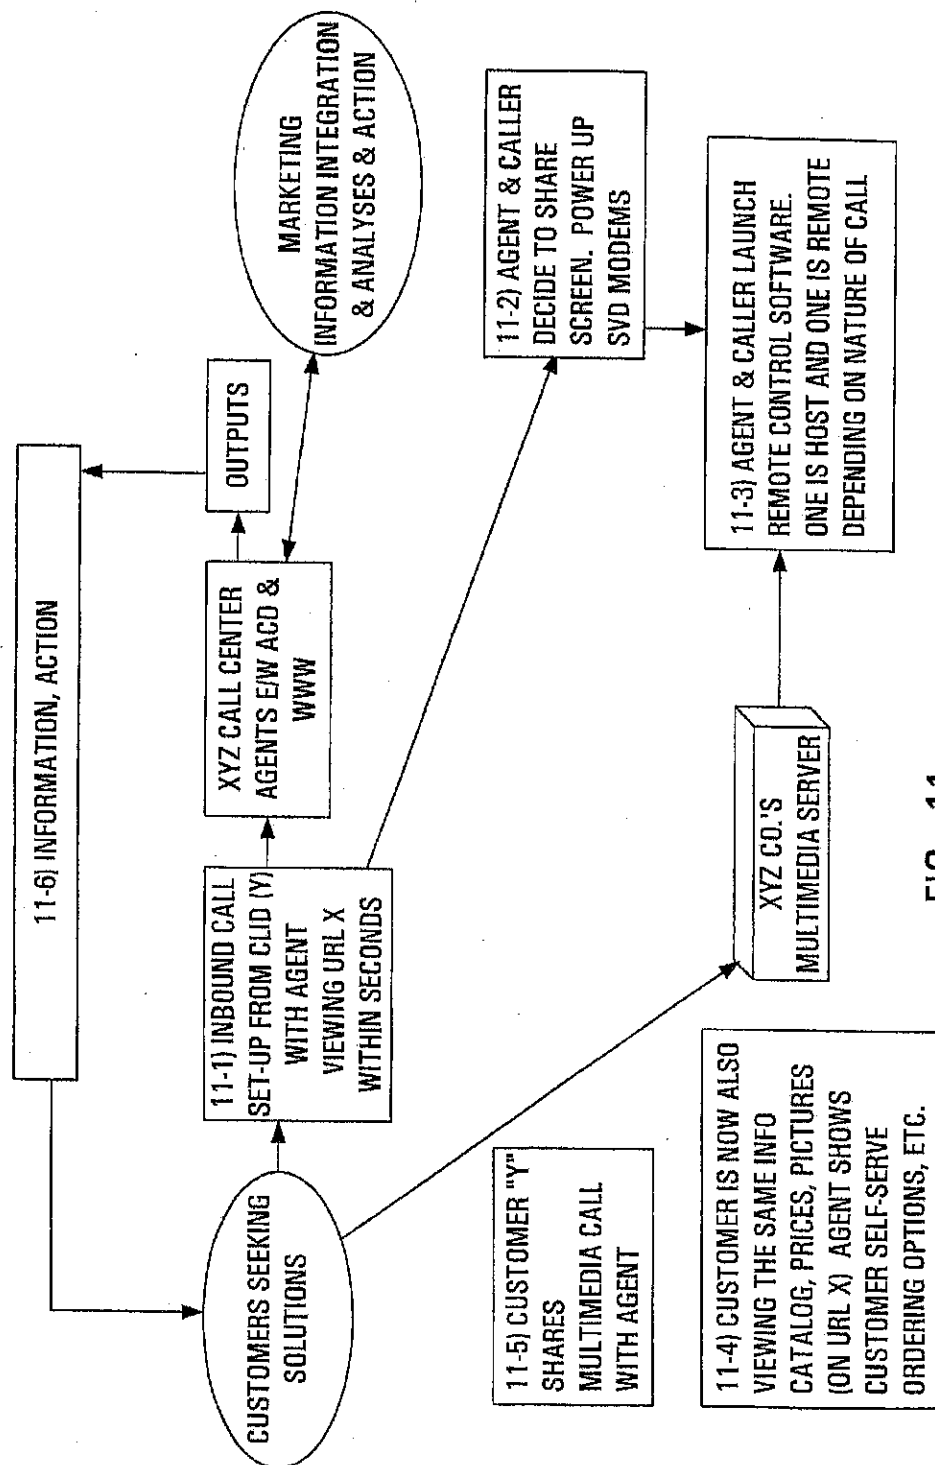 11-6) INFORMATION, ACTION
CUSTOMERS SEEKING
SOLUTIONS
11-1) INBOUND CALL
SET-UP FROM CLID (Y)
WITH AGENT
VIEWING URL X
WITHIN SECONDS
XYZ CALL CENTER
AGENTS E/W ACD &
WWW
OUTPUTS
MARKETING
INFORMATION INTEGRATION
& ANALYSES & ACTION
11-5) CUSTOMER "Y"
SHARES
MULTIMEDIA CALL
WITH AGENT
11-2) AGENT & CALLER
DECIDE TO SHARE
SCREEN. POWER UP
SVD MODEMS
11-4) CUSTOMER IS NOW ALSO
VIEWING THE SAME INFO
CATALOG, PRICES, PICTURES
(ON URL X) AGENT SHOWS
CUSTOMER SELF-SERVE
ORDERING OPTIONS, ETC.
XYZ CO.'S
MULTIMEDIA SERVER
11-3) AGENT & CALLER LAUNCH
REMOTE CONTROL SOFTWARE.
ONE IS HOST AND ONE IS REMOTE
DEPENDING ON NATURE OF CALL
FIG. 11